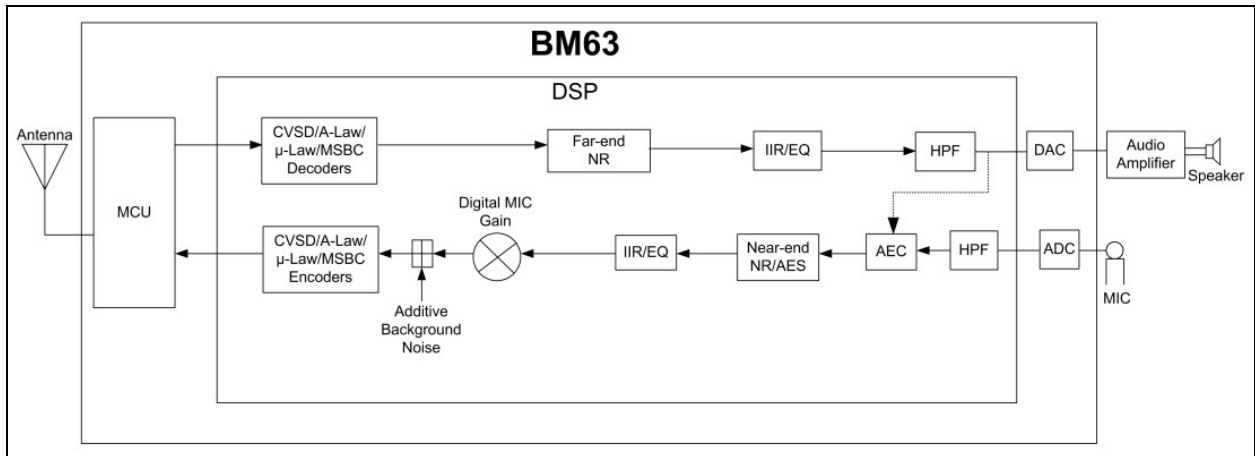 BM63
DSP
Antenna
MCU
CVSD/A-Law/
µ-Law/MSBC
Decoders
Far-end
NR
IIR/EQ
HPF
DAC
Audio
Amplifier
Speaker
CVSD/A-Law/
µ-Law/MSBC
Encoders
Additive
Background
Noise
Digital MIC
Gain
IIR/EQ
Near-end
NR/AES
AEC
HPF
ADC
MIC